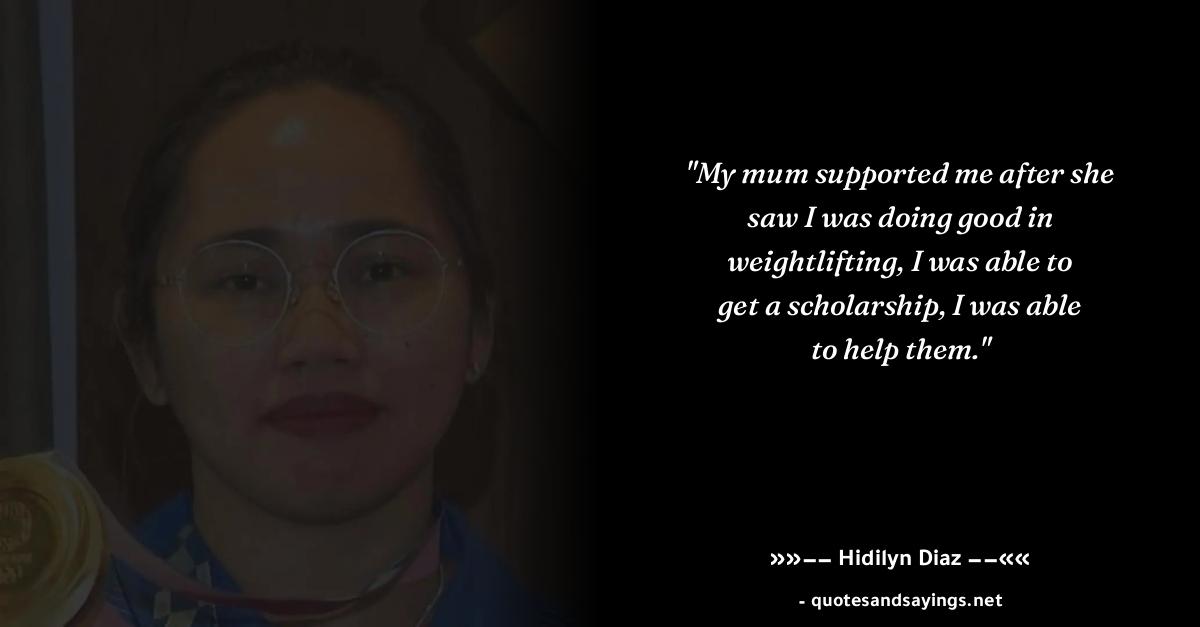 "My mum supported me after she
saw I was doing good in
weightlifting, I was able to
get a scholarship, I was able
to help them."
»»–– Hidilyn Diaz ––««
- quotesandsayings.net